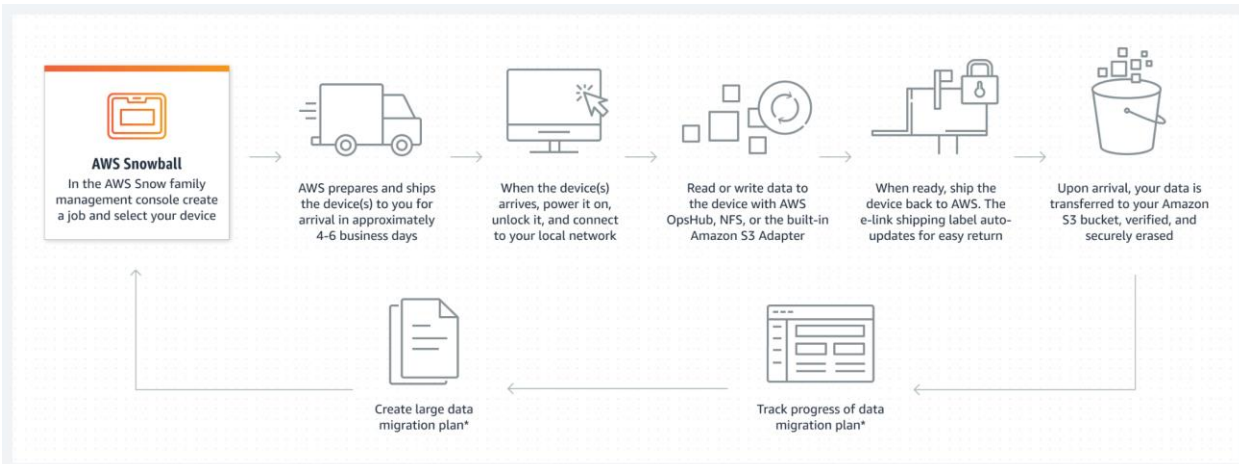 AWS Snowball
In the AWS Snow family
management console create
a job and select your device
AWS prepares and ships
the device(s) to you for
arrival in approximately
4-6 business days
When the device(s)
arrives, power it on,
unlock it, and connect
to your local network
Read or write data to
the device with AWS
OpsHub, NFS, or the built-in
Amazon S3 Adapter
When ready, ship the
device back to AWS. The
e-link shipping label auto-
updates for easy return
Upon arrival, your data is
transferred to your Amazon
S3 bucket, verified, and
securely erased
Create large data
migration plan*
Track progress of data
migration plan*